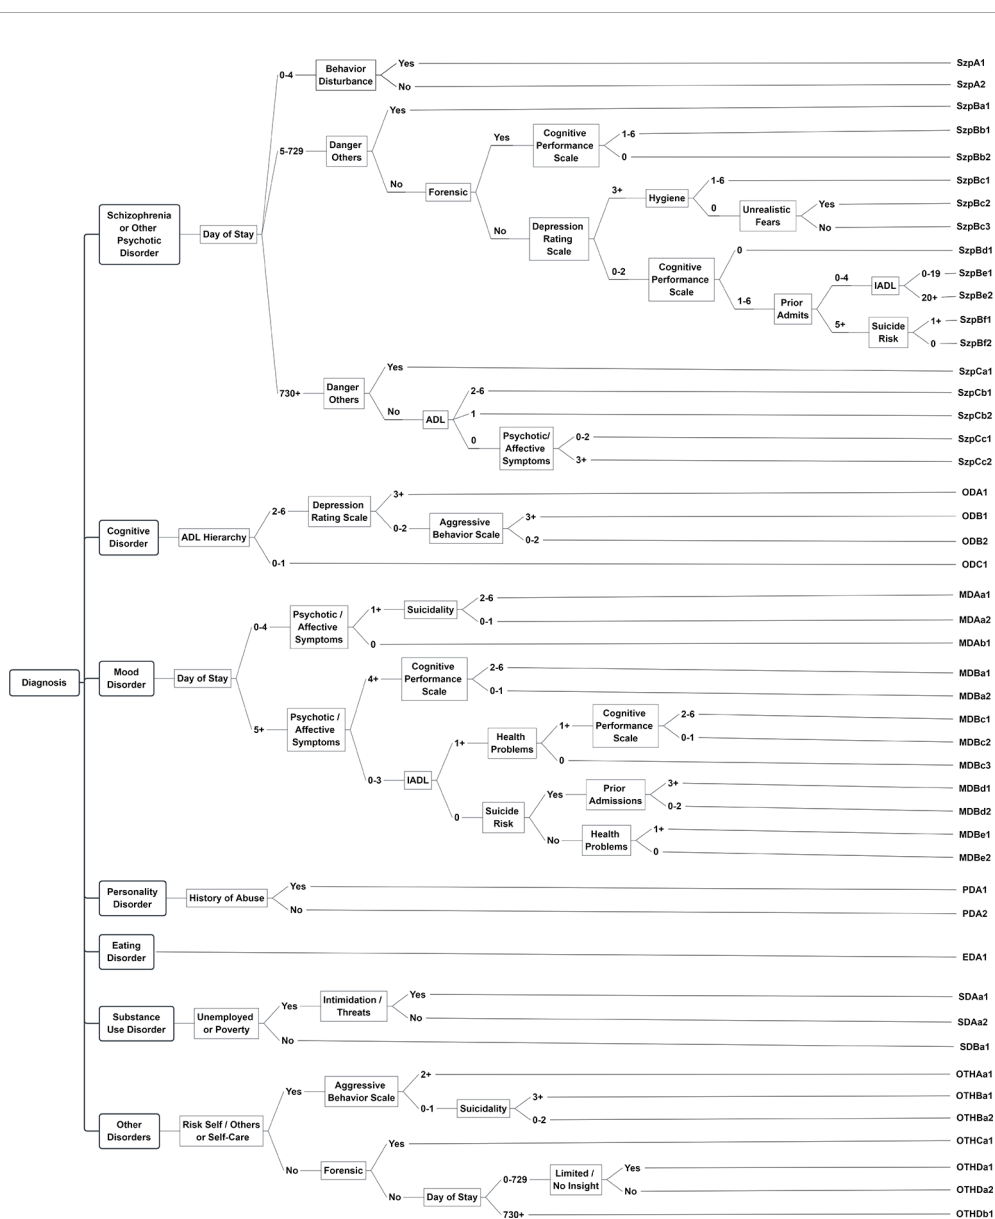 Diagnosis
Schizophrenia
or Other
Psychotic
Disorder
Day of Stay
0-4
Behavior
Disturbance
Yes
SzpA1
No
SzpA2
5-729
Danger
Others
Yes
SzpBa1
No
Forensic
Yes
Cognitive
Performance
Scale
1-6
SzpBb1
0
SzpBb2
No
Depression
Rating
Scale
3+
Hygiene
1-6
SzpBc1
0
Unrealistic
Fears
Yes
SzpBc2
No
SzpBc3
0-2
Cognitive
Performance
Scale
0
SzpBd1
1-6
Prior
Admits
0-4
IADL
0-19
SzpBe1
20+
SzpBe2
5+
Suicide
Risk
1+
SzpBf1
0
SzpBf2
730+
Danger
Others
Yes
SzpCa1
No
ADL
2-6
SzpCb1
1
SzpCb2
0
Psychotic/
Affective
Symptoms
0-2
SzpCc1
3+
SzpCc2
Cognitive
Disorder
ADL Hierarchy
2-6
Depression
Rating Scale
3+
ODA1
0-2
Aggressive
Behavior Scale
3+
ODB1
0-2
ODB2
0-1
ODC1
Mood
Disorder
Day of Stay
0-4
Psychotic /
Affective
Symptoms
1+
Suicidality
2-6
MDAa1
0-1
MDAa2
0
MDAb1
5+
Psychotic /
Affective
Symptoms
4+
Cognitive
Performance
Scale
2-6
MDBa1
0-1
MDBa2
0-3
IADL
1+
Health
Problems
1+
Cognitive
Performance
Scale
2-6
MDBc1
0-1
MDBc2
0
MDBc3
0
Suicide
Risk
Yes
Prior
Admissions
3+
MDBd1
0-2
MDBd2
No
Health
Problems
1+
MDBe1
0
MDBe2
Personality
Disorder
History of Abuse
Yes
PDA1
No
PDA2
Eating
Disorder
EDA1
Substance
Use Disorder
Unemployed
or Poverty
Yes
Intimidation /
Threats
Yes
SDAa1
No
SDAa2
No
SDBa1
Other
Disorders
Risk Self / Others
or Self-Care
Yes
Aggressive
Behavior Scale
2+
OTHAa1
0-1
Suicidality
3+
OTHBa1
0-2
OTHBa2
No
Forensic
Yes
OTHCa1
No
Day of Stay
0-729
Limited /
No Insight
Yes
OTHDa1
No
OTHDa2
730+
OTHDb1